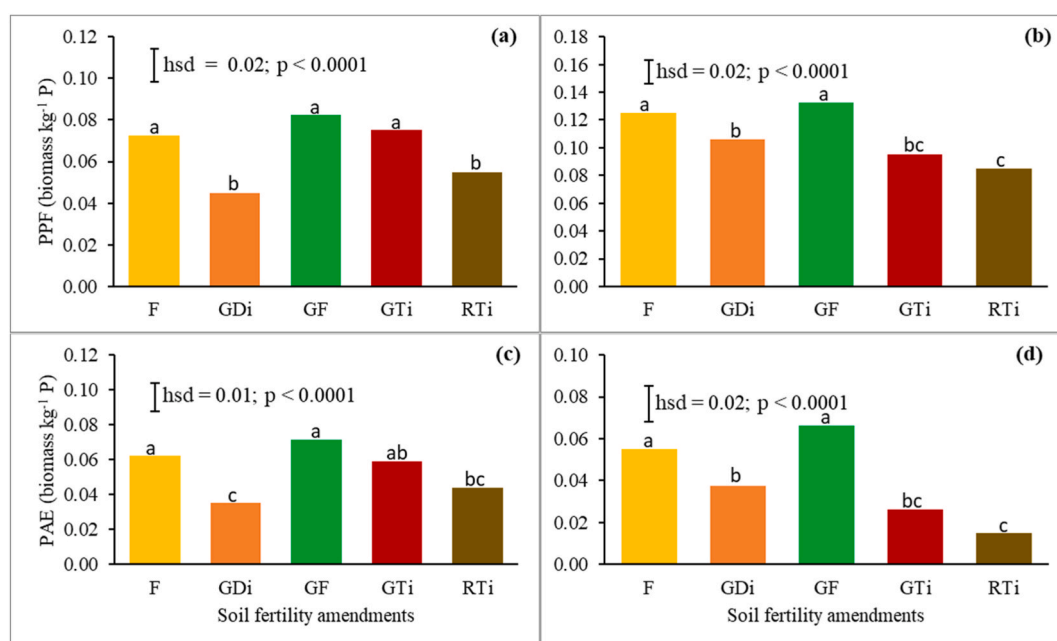 (a)
hsd = 0.02; p < 0.0001
PPF (biomass kg-1 P)
0.12
0.10
0.08
0.06
0.04
0.02
0.00
a
b
a
a
b
F GDi GF GTi RTi
(b)
hsd = 0.02; p < 0.0001
0.18
0.16
0.14
0.12
0.10
0.08
0.06
0.04
0.02
0.00
a
b
a
bc
c
F GDi GF GTi RTi
(c)
hsd = 0.01; p < 0.0001
PAE (biomass kg-1 P)
0.12
0.10
0.08
0.06
0.04
0.02
0.00
a
c
a
ab
bc
F GDi GF GTi RTi
Soil fertility amendments
(d)
hsd = 0.02; p < 0.0001
0.10
0.08
0.06
0.04
0.02
0.00
a
b
a
bc
c
F GDi GF GTi RTi
Soil fertility amendments